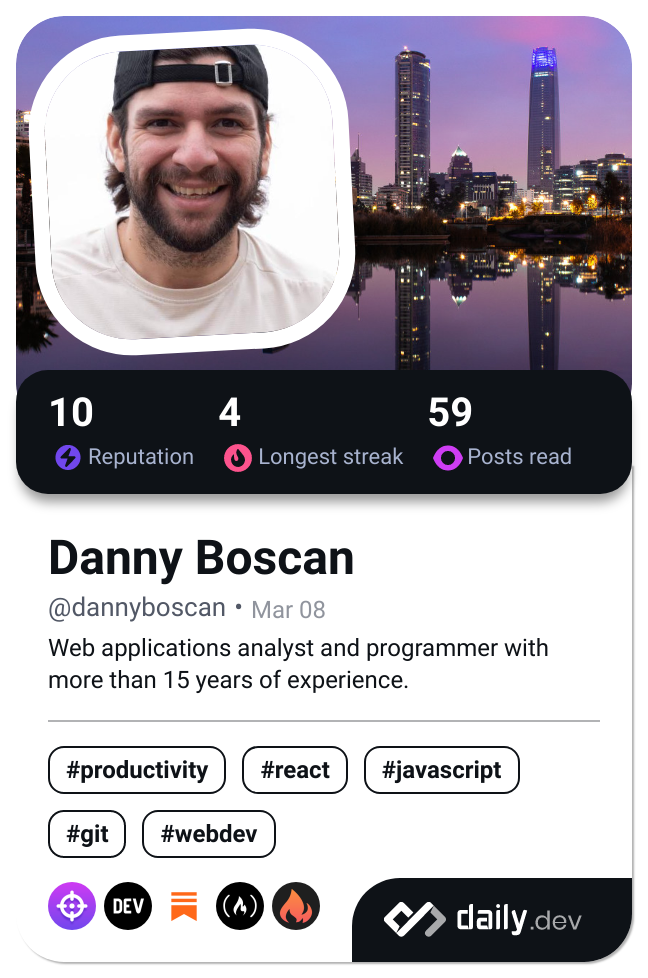 10 4 59
Reputation Longest streak Posts read
Danny Boscan
@dannyboscan • Mar 08
Web applications analyst and programmer with
more than 15 years of experience.
#productivity #react #javascript
#git #webdev
DEV
daily.dev